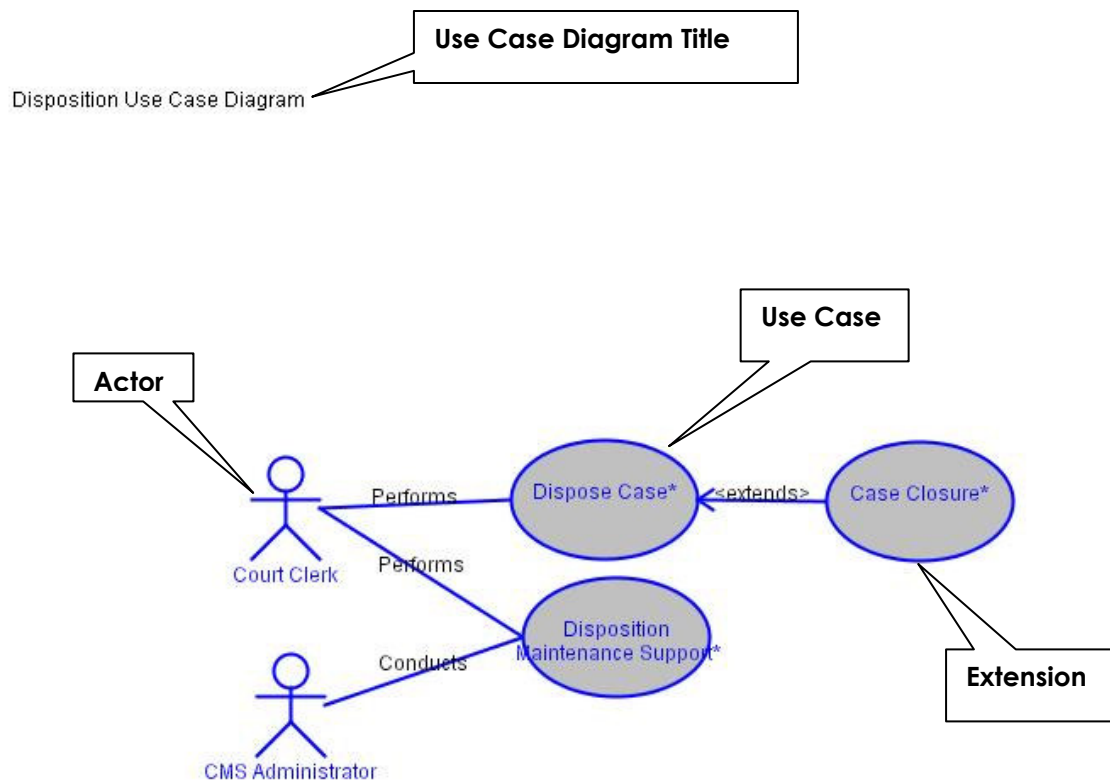 Use Case Diagram Title
Disposition Use Case Diagram
Use Case
Actor
Performs
Dispose Case*
<extends>
Case Closure*
Court Clerk
Performs
Disposition
Maintenance Support*
Conducts
Extension
CMS Administrator